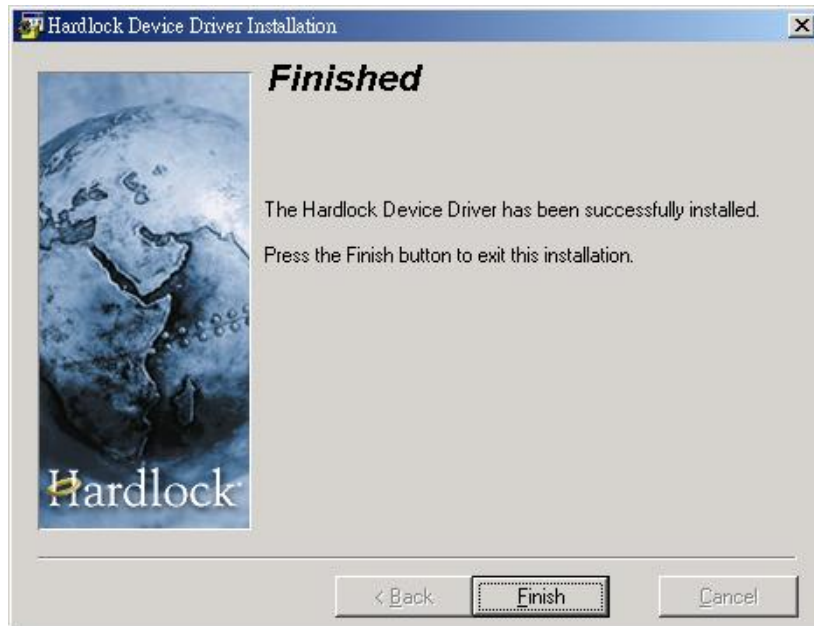 Hardlock Device Driver Installation
Finished
The Hardlock Device Driver has been successfully installed.
Press the Finish button to exit this installation.
Hardlock
< Back
Finish
Cancel